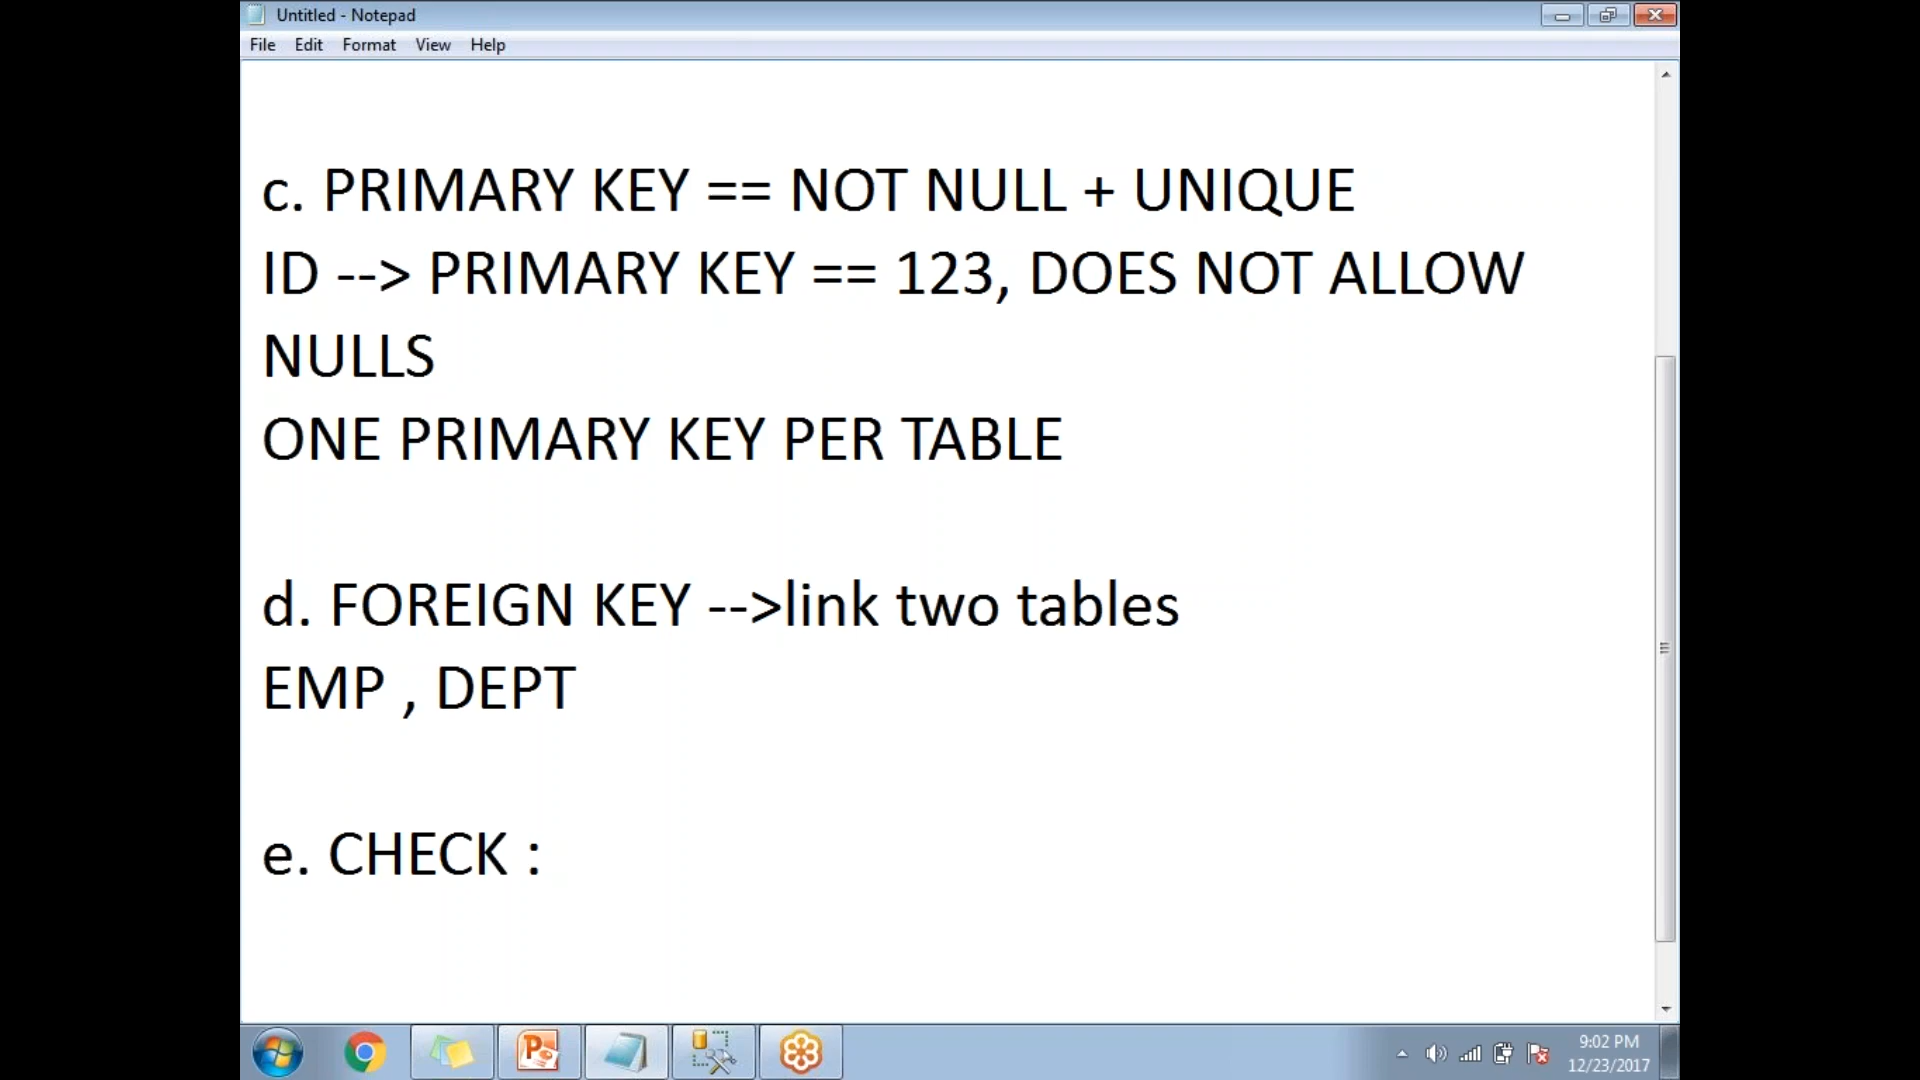 Untitled - Notepad
File Edit Format View Help
c. PRIMARY KEY == NOT NULL + UNIQUE
ID --> PRIMARY KEY == 123, DOES NOT ALLOW
NULLS
ONE PRIMARY KEY PER TABLE
d. FOREIGN KEY -->link two tables
EMP , DEPT
e. CHECK :
9:02 PM
12/23/2017